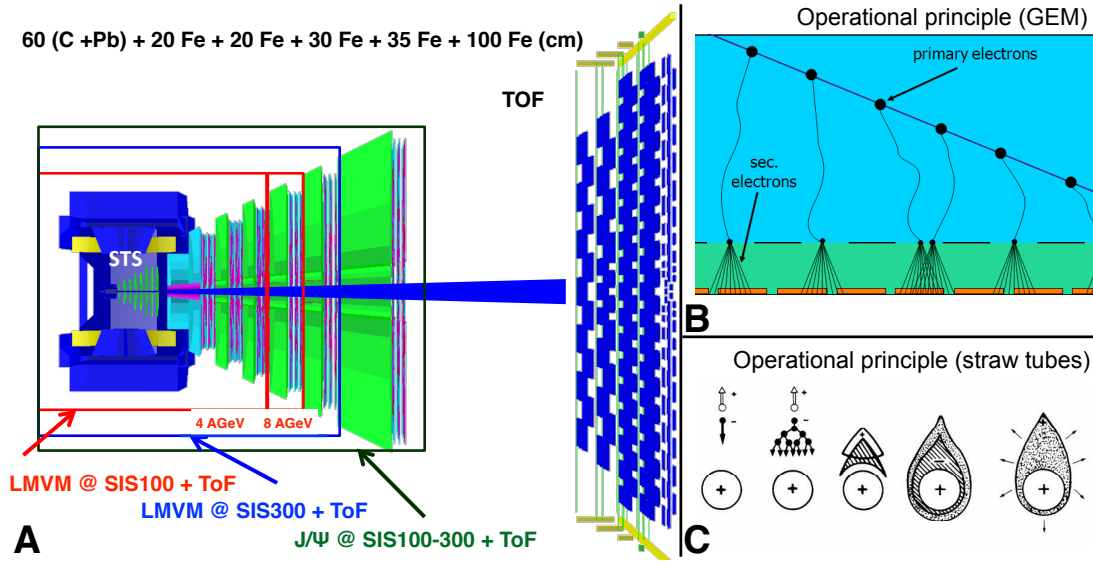 60 (C +Pb) + 20 Fe + 20 Fe + 30 Fe + 35 Fe + 100 Fe (cm)
TOF
STS
4 AGeV
8 AGeV
LMVM @ SIS100 + ToF
LMVM @ SIS300 + ToF
J/Ψ @ SIS100-300 + ToF
A
Operational principle (GEM)
primary electrons
sec.
electrons
B
Operational principle (straw tubes)
+
-
+
-
+
+
+
+
+
+
C